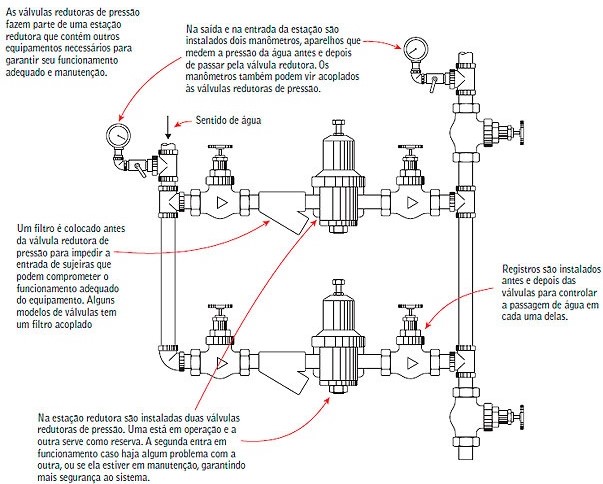 As válvulas redutoras de pressão
fazem parte de uma estação
redutora que contém outros
equipamentos necessários para
garantir seu funcionamento
adequado e manutenção.
Na saída e na entrada da estação são
instalados dois manômetros, aparelhos que
medem a pressão da água antes e depois
de passar pela válvula redutora. Os
manômetros também podem vir acoplados
às válvulas redutoras de pressão.
Sentido de água
Um filtro é colocado antes
da válvula redutora de
pressão para impedir a
entrada de sujeiras que
podem comprometer o
funcionamento adequado
do equipamento. Alguns
modelos de válvulas tem
um filtro acoplado
Registros são instalados
antes e depois das
válvulas para controlar
a passagem de água em
cada uma delas.
Na estação redutora são instaladas duas válvulas
redutoras de pressão. Uma está em operação e a
outra serve como reserva. A segunda entra em
funcionamento caso haja algum problema com a
outra, ou se ela estiver em manutenção, garantindo
mais segurança ao sistema.